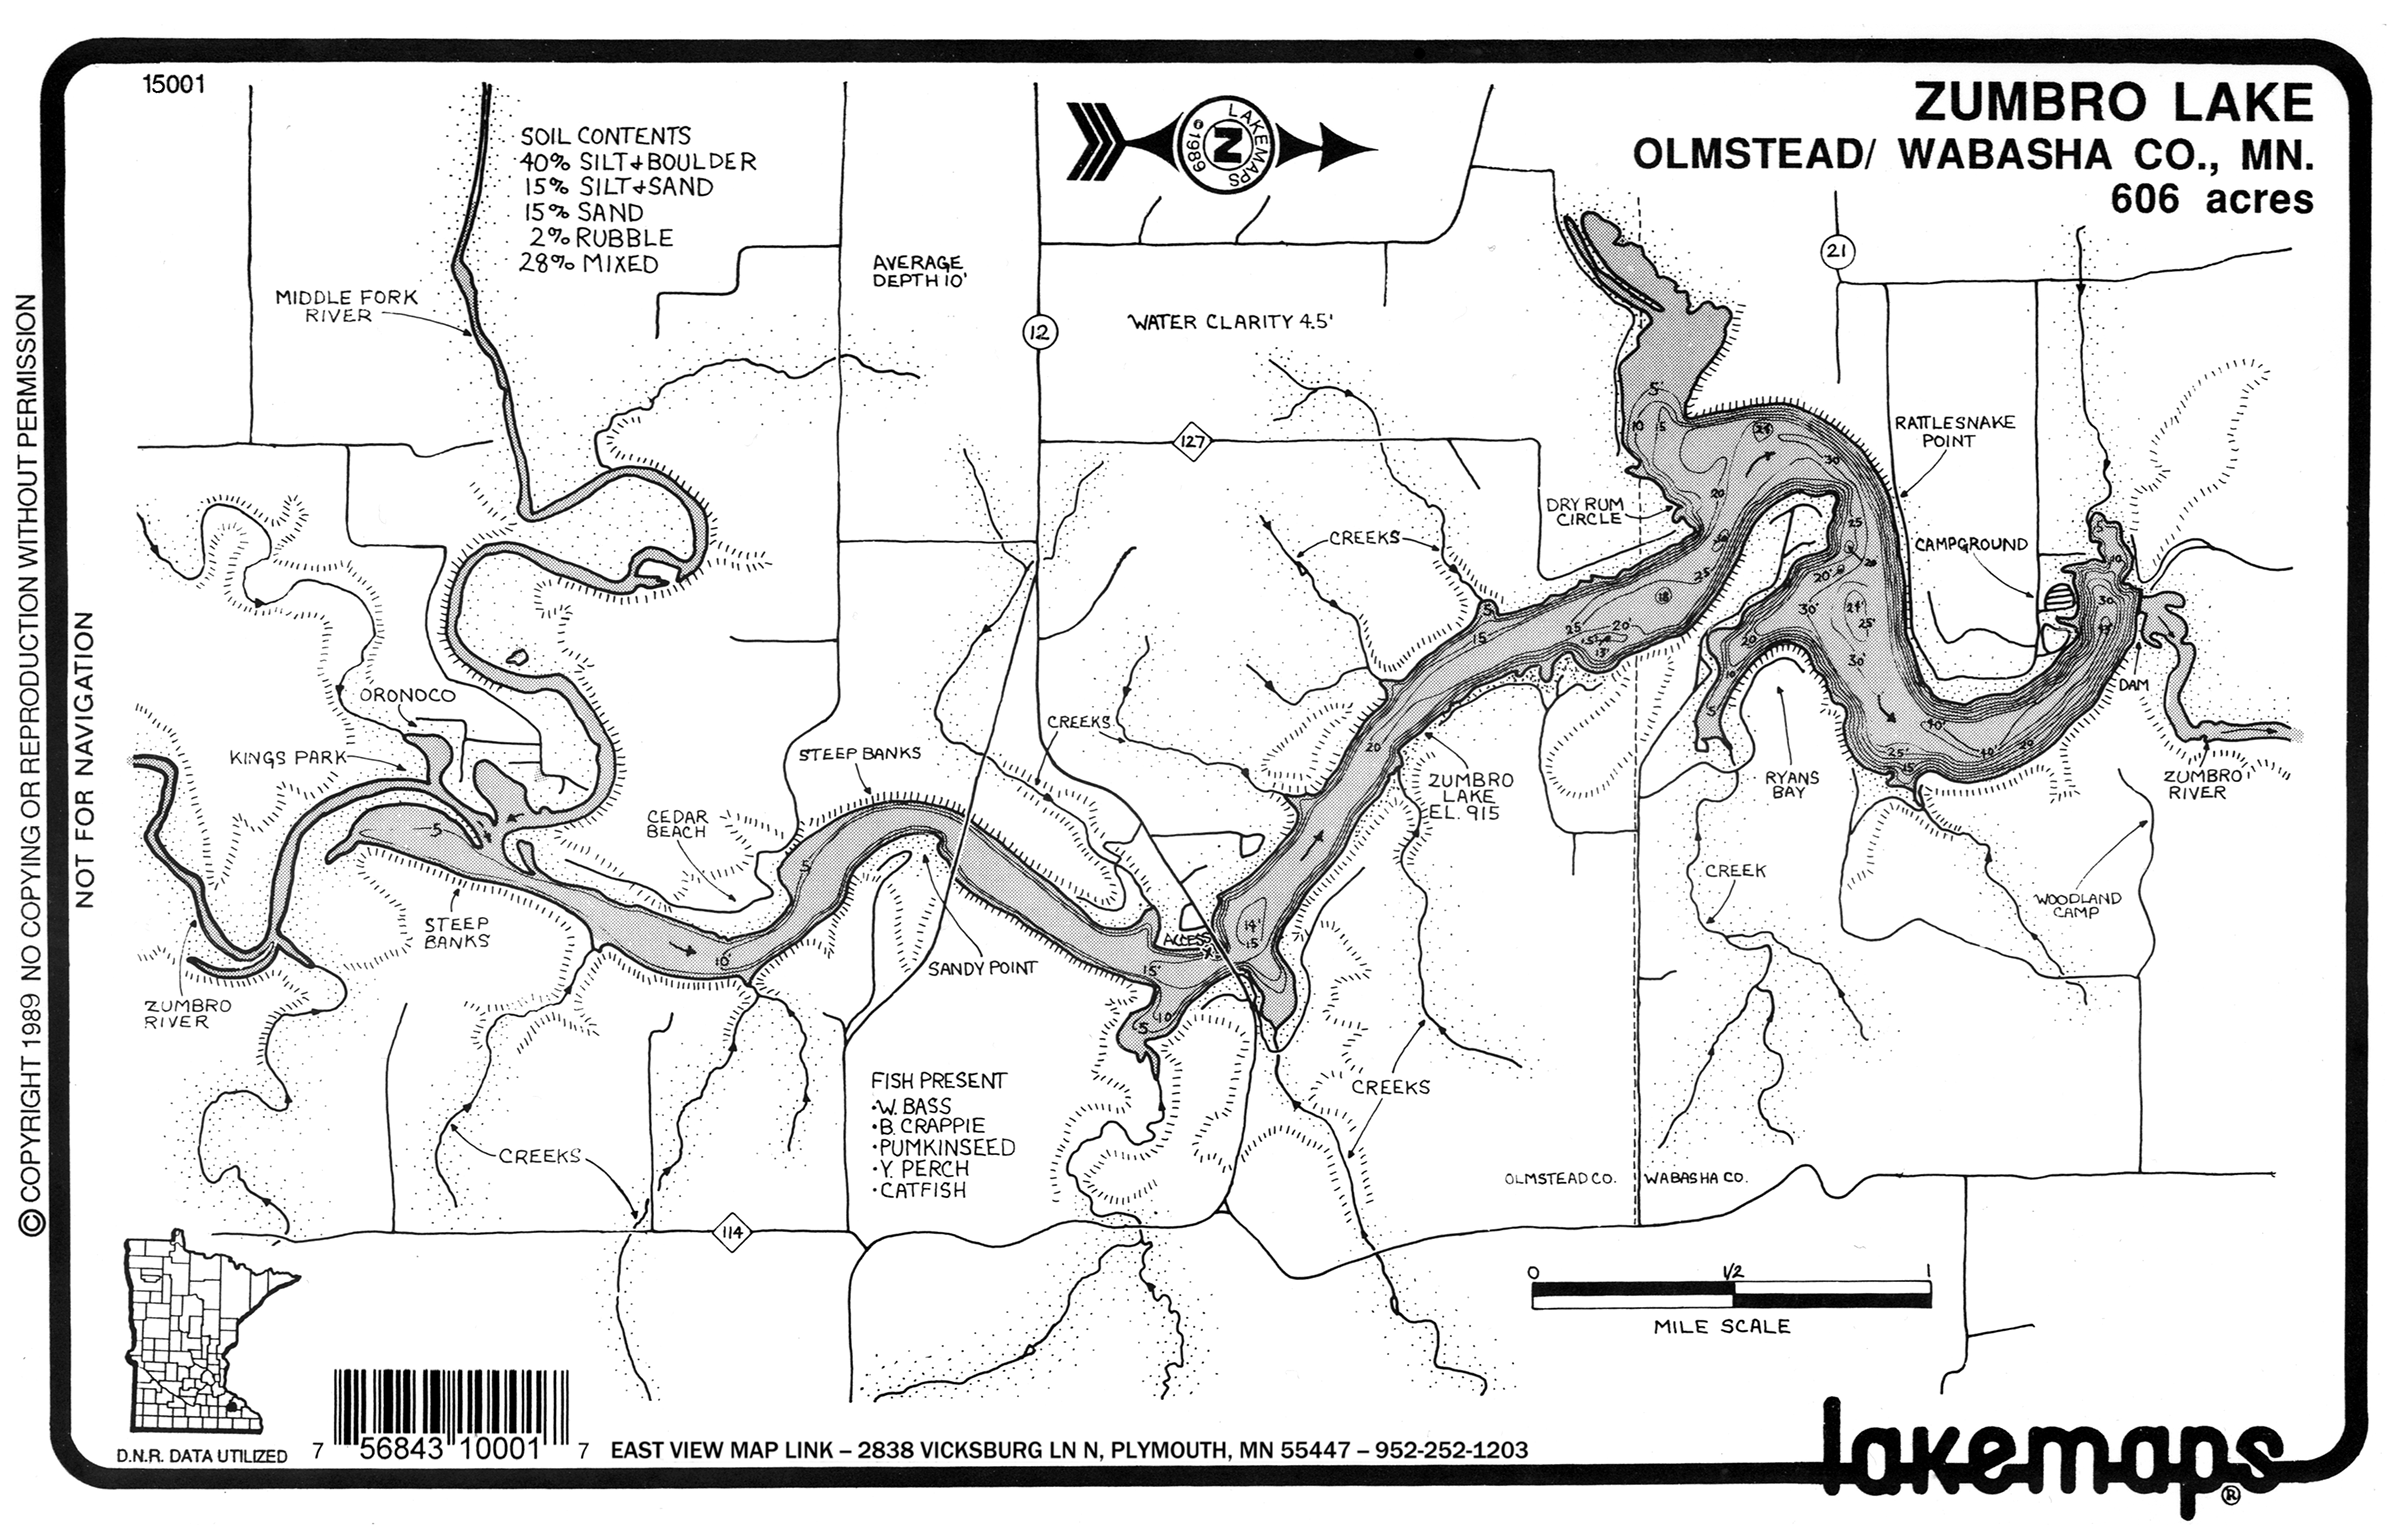 15001
ZUMBRO LAKE
OLMSTEAD/ WABASHA CO., MN.
606 acres
SOIL CONTENTS
40% SILT & BOULDER
15% SILT & SAND
15% SAND
2% RUBBLE
28% MIXED
LAKEMAPS
© 1989
N
MIDDLE FORK
RIVER
AVERAGE
DEPTH 10'
12
WATER CLARITY 4.5'
21
127
RATTLESNAKE
POINT
DRY RUM
CIRCLE
CREEKS
CAMPGROUND
ORONOCO
KINGS PARK
STEEP BANKS
CREEKS
CEDAR
BEACH
ZUMBRO
LAKE
EL. 915
RYANS
BAY
DAM
ZUMBRO
RIVER
STEEP
BANKS
ACCESS
SANDY POINT
CREEK
WOODLAND
CAMP
ZUMBRO
RIVER
CREEKS
CREEKS
FISH PRESENT
•W. BASS
•B. CRAPPIE
•PUMKINSEED
•Y. PERCH
•CATFISH
OLMSTEAD CO.
WABASHA CO.
114
0 1/2 1
MILE SCALE
5'
10
5
20
30
25
25
20'
30'
25'
30'
20
10
5
18
25
20'
13'
15
5
20
40'
40'
20
25'
15
30
10
5
5
10'
14'
15
15'
10
5
© COPYRIGHT 1989 NO COPYING OR REPRODUCTION WITHOUT PERMISSION
NOT FOR NAVIGATION
D.N.R. DATA UTILIZED
7 56843 10001 7
EAST VIEW MAP LINK – 2838 VICKSBURG LN N, PLYMOUTH, MN 55447 – 952-252-1203
lakemaps®